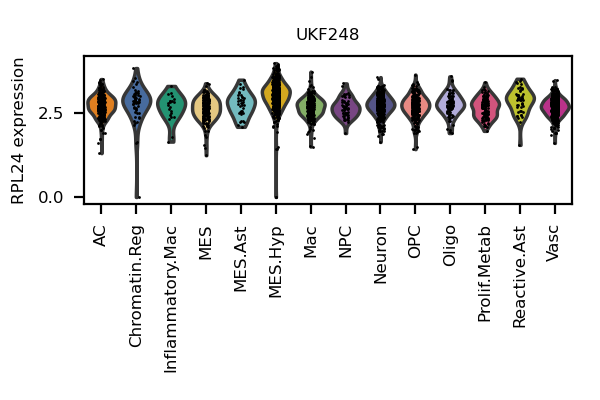 UKF248
RPL24 expression
2.5
0.0
AC
Chromatin.Reg
Inflammatory.Mac
MES
MES.Ast
MES.Hyp
Mac
NPC
Neuron
OPC
Oligo
Prolif.Metab
Reactive.Ast
Vasc